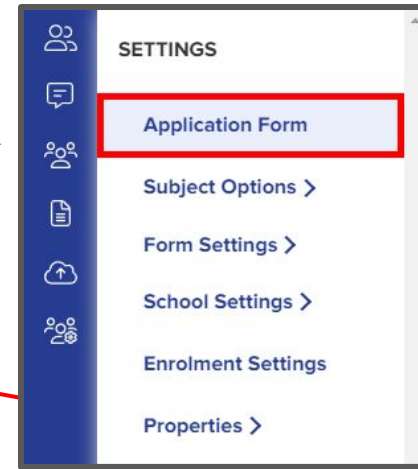 SETTINGS
Application Form
Subject Options >
Form Settings >
School Settings >
Enrolment Settings
Properties >